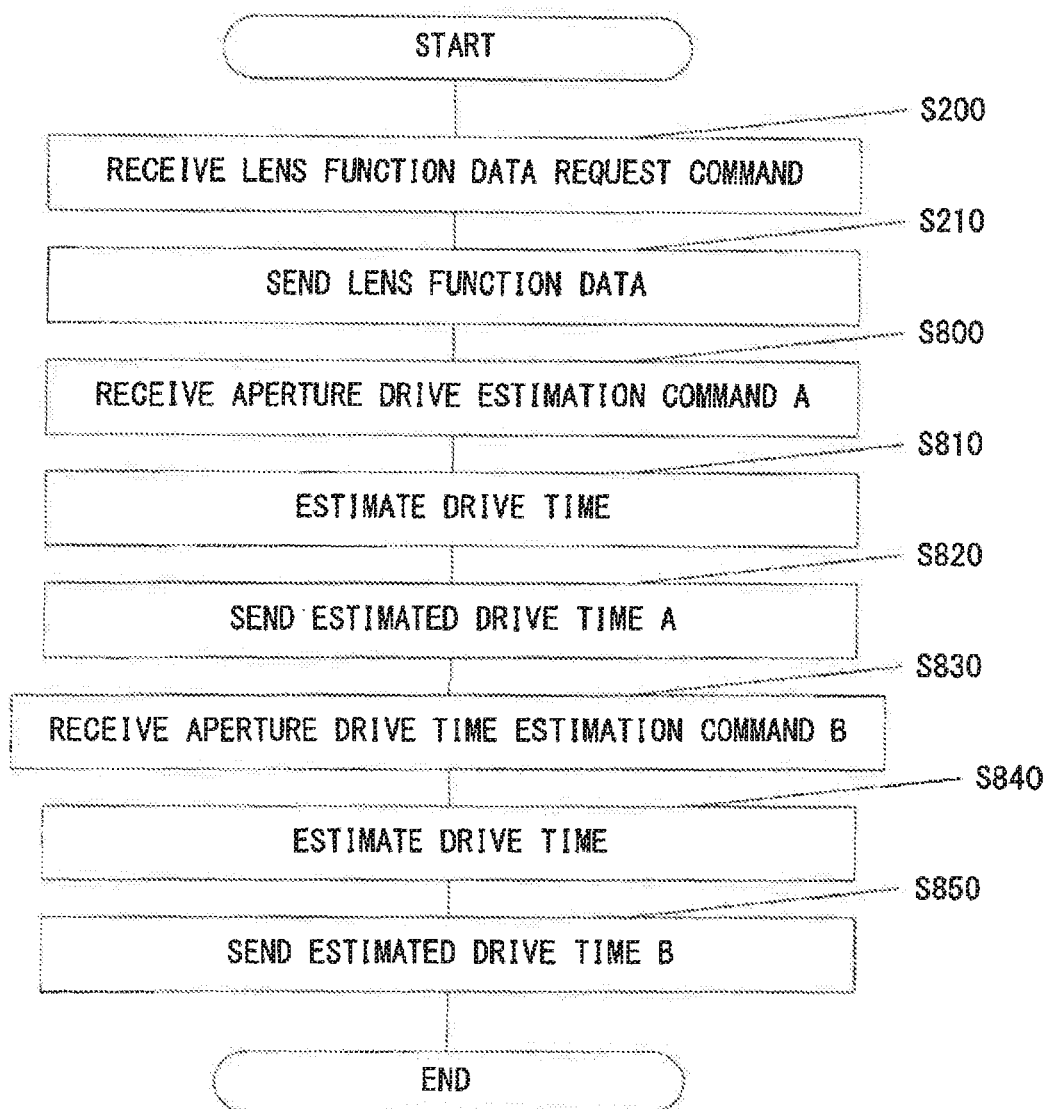 START
S200
RECEIVE LENS FUNCTION DATA REQUEST COMMAND
S210
SEND LENS FUNCTION DATA
S800
RECEIVE APERTURE DRIVE ESTIMATION COMMAND A
S810
ESTIMATE DRIVE TIME
S820
SEND ESTIMATED DRIVE TIME A
S830
RECEIVE APERTURE DRIVE TIME ESTIMATION COMMAND B
S840
ESTIMATE DRIVE TIME
S850
SEND ESTIMATED DRIVE TIME B
END